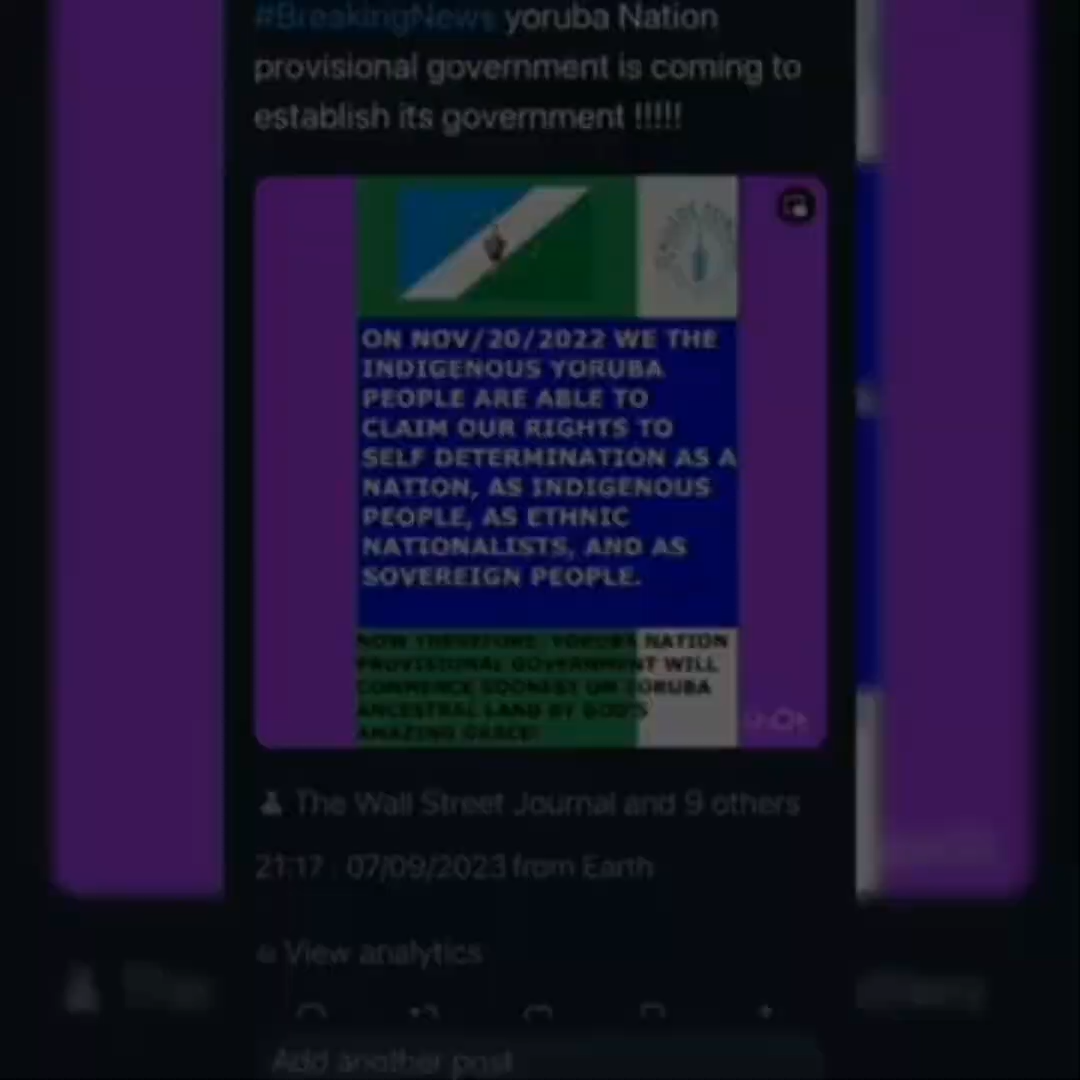 #BreakingNews yoruba Nation
provisional government is coming to
establish its government !!!!!
ON NOV/20/2022 WE THE
INDIGENOUS YORUBA
PEOPLE ARE ABLE TO
CLAIM OUR RIGHTS TO
SELF DETERMINATION AS A
NATION, AS INDIGENOUS
PEOPLE, AS ETHNIC
NATIONALISTS, AND AS
SOVEREIGN PEOPLE.
NOW THEREFORE, YORUBA NATION
PROVISIONAL GOVERNMENT WILL
COMMENCE SOONEST ON YORUBA
ANCESTRAL LAND BY GOD'S
AMAZING GRACE!
The Wall Street Journal and 9 others
21:17 · 07/09/2023 from Earth
View analytics
Add another post